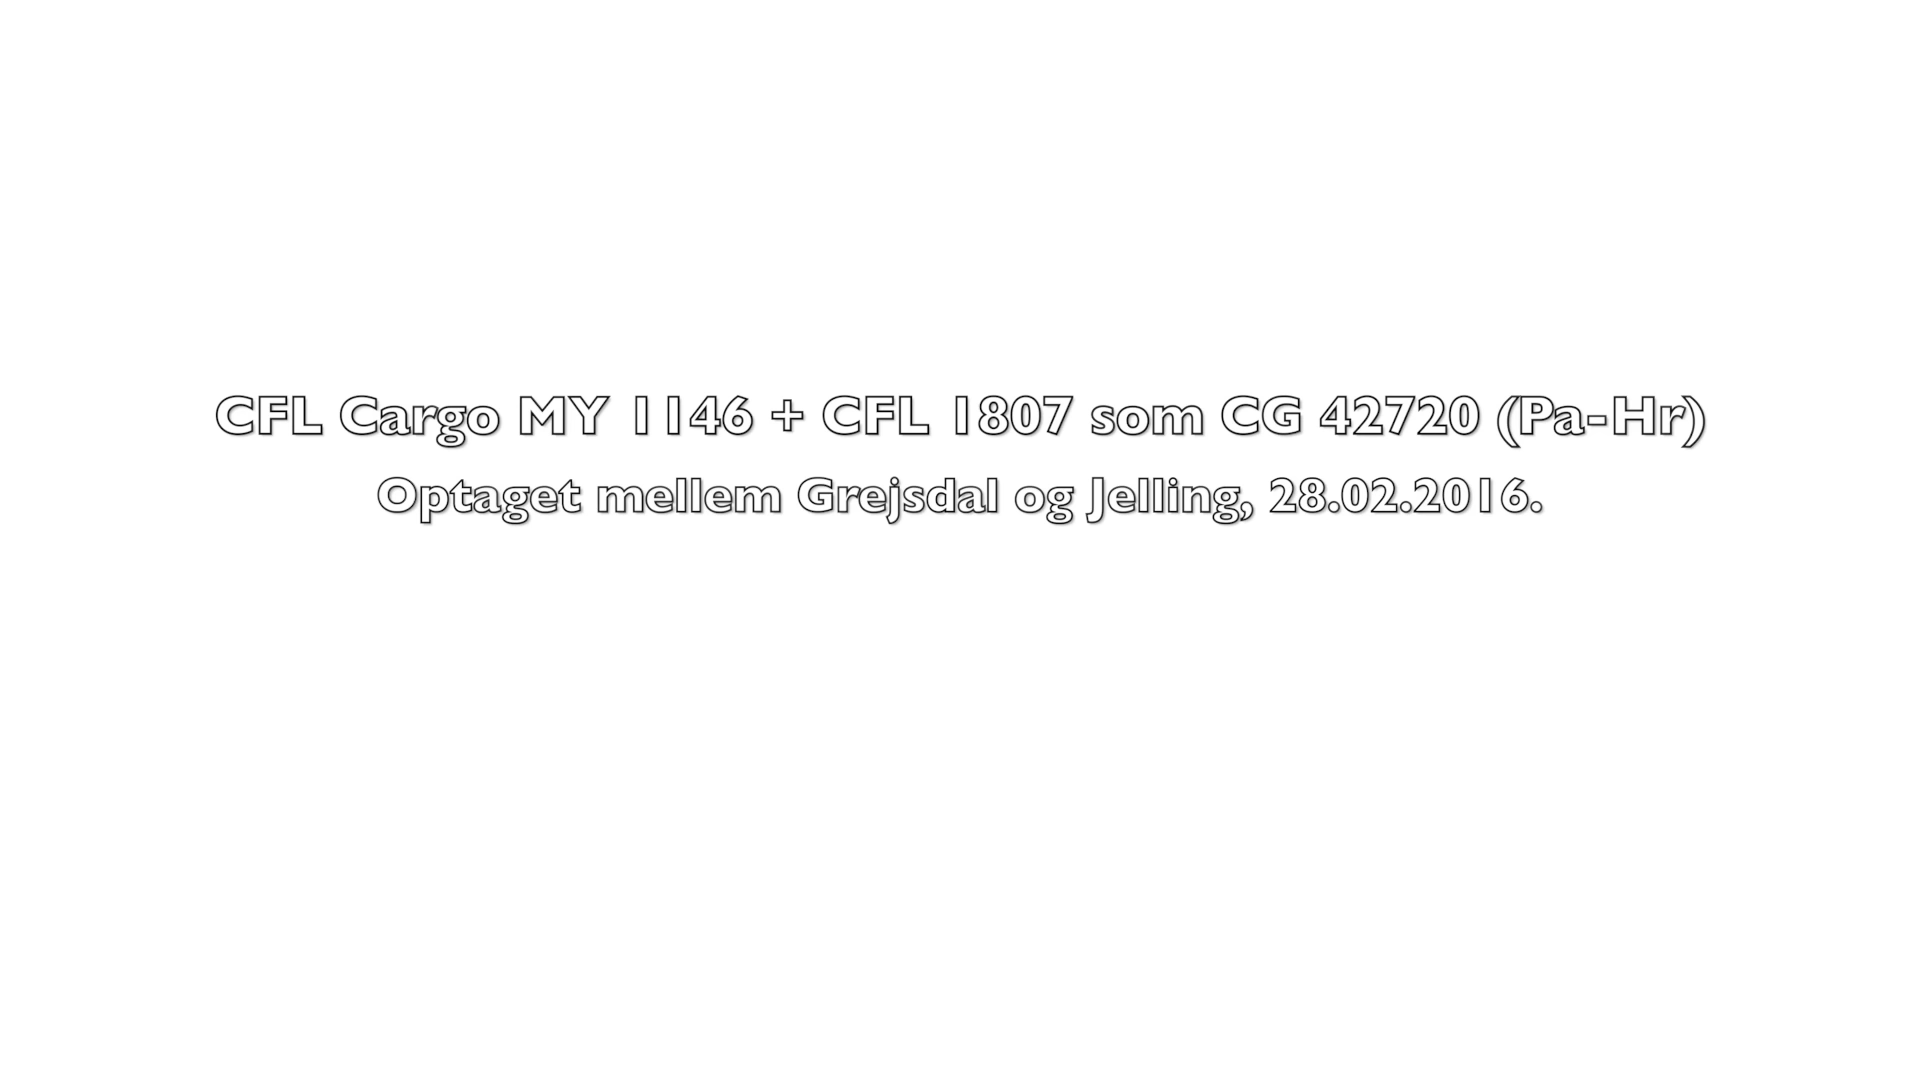 CFL Cargo MY 1146 + CFL 1807 som CG 42720 (Pa-Hr)
Optaget mellem Grejsdal og Jelling, 28.02.2016.